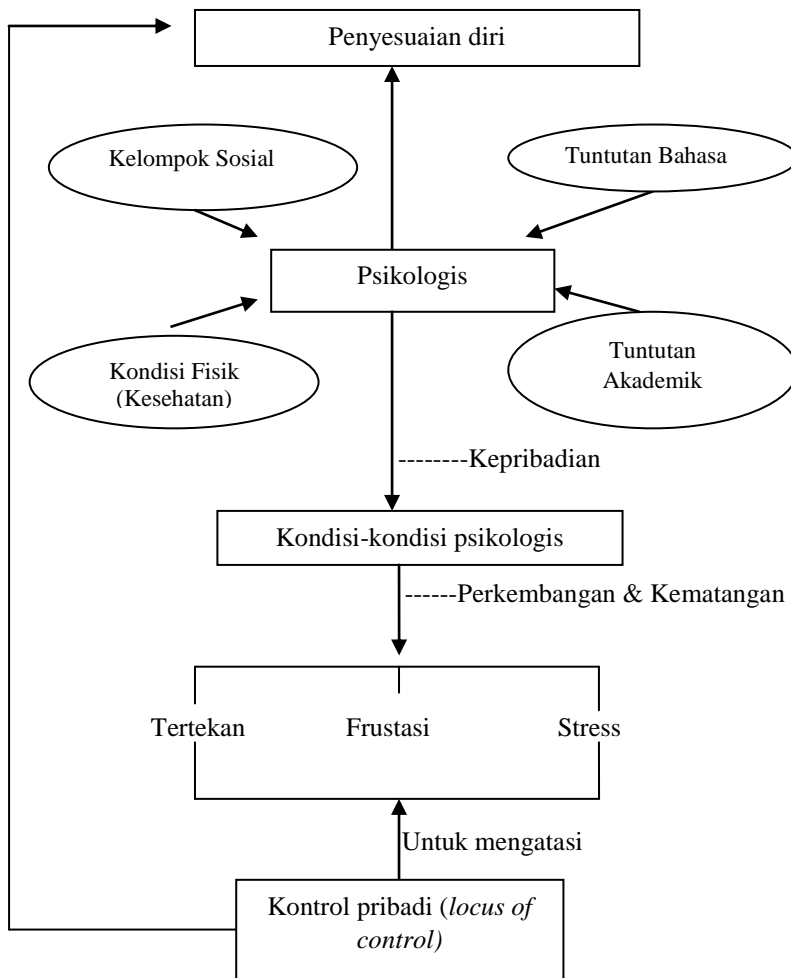 Penyesuaian diri
Kelompok Sosial
Tuntutan Bahasa
Psikologis
Kondisi Fisik
(Kesehatan)
Tuntutan
Akademik
--------Kepribadian
Kondisi-kondisi psikologis
------Perkembangan & Kematangan
Tertekan Frustasi Stress
Untuk mengatasi
Kontrol pribadi (locus of
control)